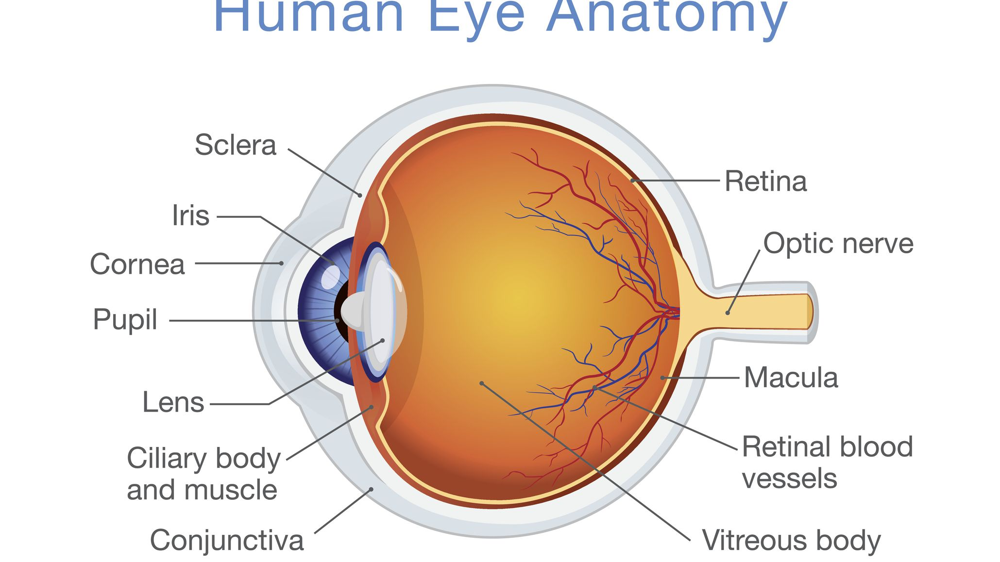 Human Eye Anatomy
Sclera
Iris
Cornea
Pupil
Lens
Ciliary body
and muscle
Conjunctiva
Retina
Optic nerve
Macula
Retinal blood
vessels
Vitreous body